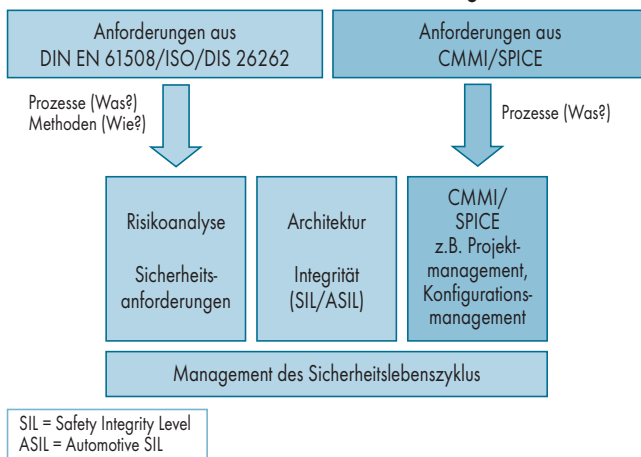 Anforderungen aus
DIN EN 61508/ISO/DIS 26262
Anforderungen aus
CMMI/SPICE
Prozesse (Was?)
Methoden (Wie?)
Prozesse (Was?)
Risikoanalyse
Sicherheits-
anforderungen
Architektur
Integrität
(SIL/ASIL)
CMMI/
SPICE
z.B. Projekt-
management,
Konfigurations-
management
Management des Sicherheitslebenszyklus
SIL = Safety Integrity Level
ASIL = Automotive SIL